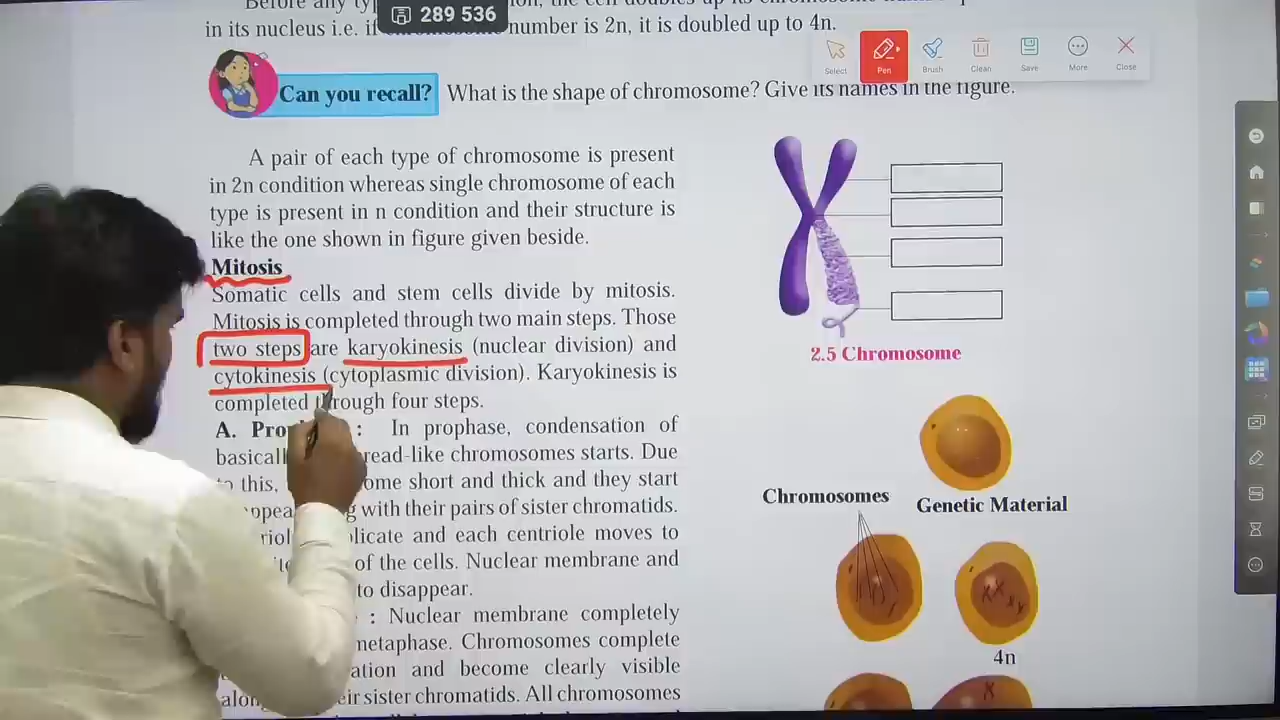 Before any
in its nucleus i.e. if number is 2n, it is doubled up to 4n.
289 536
Select
Pen
Brush
Clean
Save
More
Close
Can you recall? What is the shape of chromosome? Give its names in the figure.
A pair of each type of chromosome is present
in 2n condition whereas single chromosome of each
type is present in n condition and their structure is
like the one shown in figure given beside.
Mitosis
Somatic cells and stem cells divide by mitosis.
Mitosis is completed through two main steps. Those
two steps are karyokinesis (nuclear division) and
cytokinesis (cytoplasmic division). Karyokinesis is
completed through four steps.
A. : In prophase, condensation of
chromosomes starts. Due
this, short and thick and they start
with their pairs of sister chromatids.
and each centriole moves to
of the cells. Nuclear membrane and
to disappear.
: Nuclear membrane completely
metaphase. Chromosomes complete
and become clearly visible
sister chromatids. All chromosomes
2.5 Chromosome
Chromosomes
Genetic Material
4n